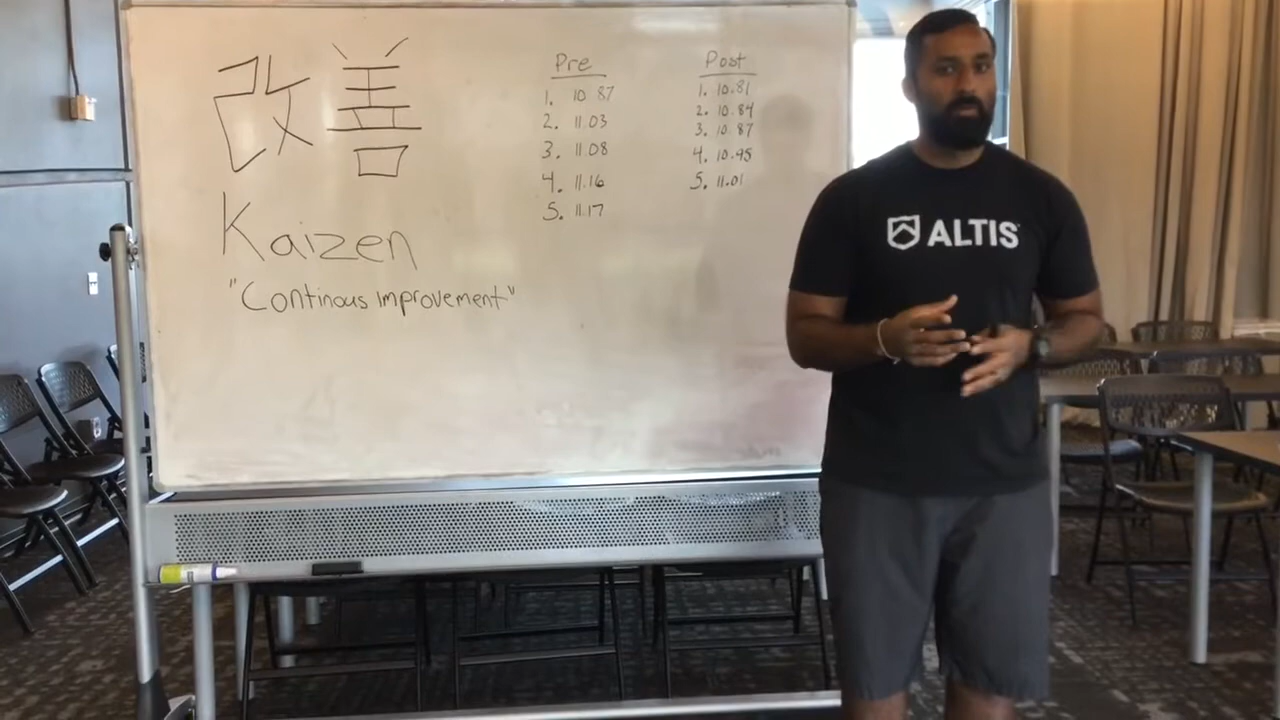 改善
Kaizen
"Continous improvement"
Pre
1. 10 87
2. 11.03
3. 11.08
4. 11.16
5. 11.17
Post
1. 10.81
2. 10.84
3. 10.87
4. 10.95
5. 11.01
ALTIS